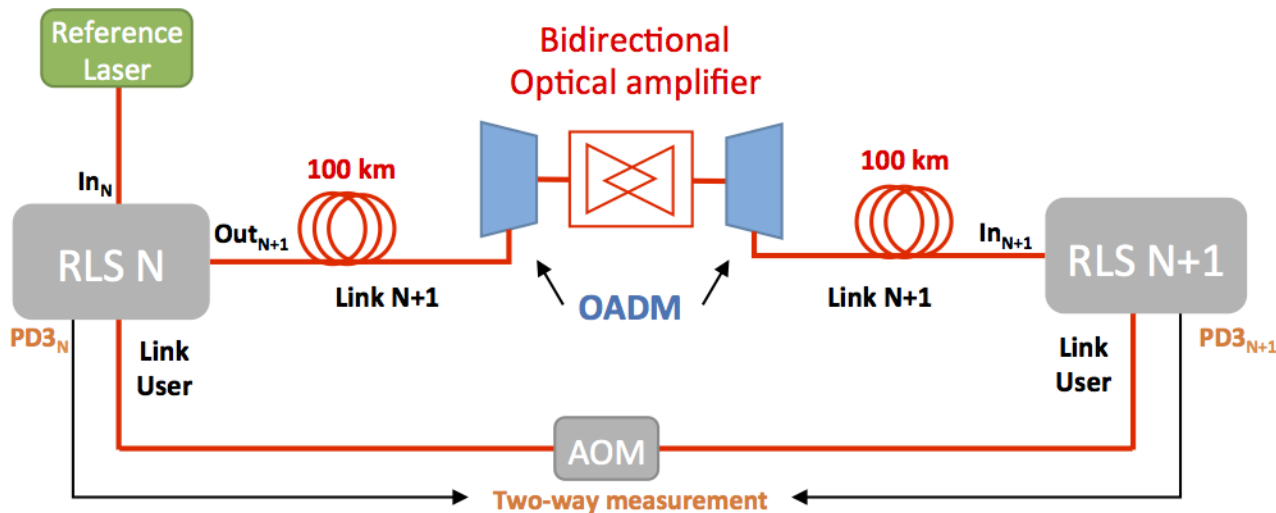 Reference
Laser
Bidirectional
Optical amplifier
100 km
100 km
In_N
Out_N+1
In_N+1
RLS N
RLS N+1
Link N+1
OADM
Link N+1
PD3_N
PD3_N+1
Link
User
Link
User
AOM
Two-way measurement